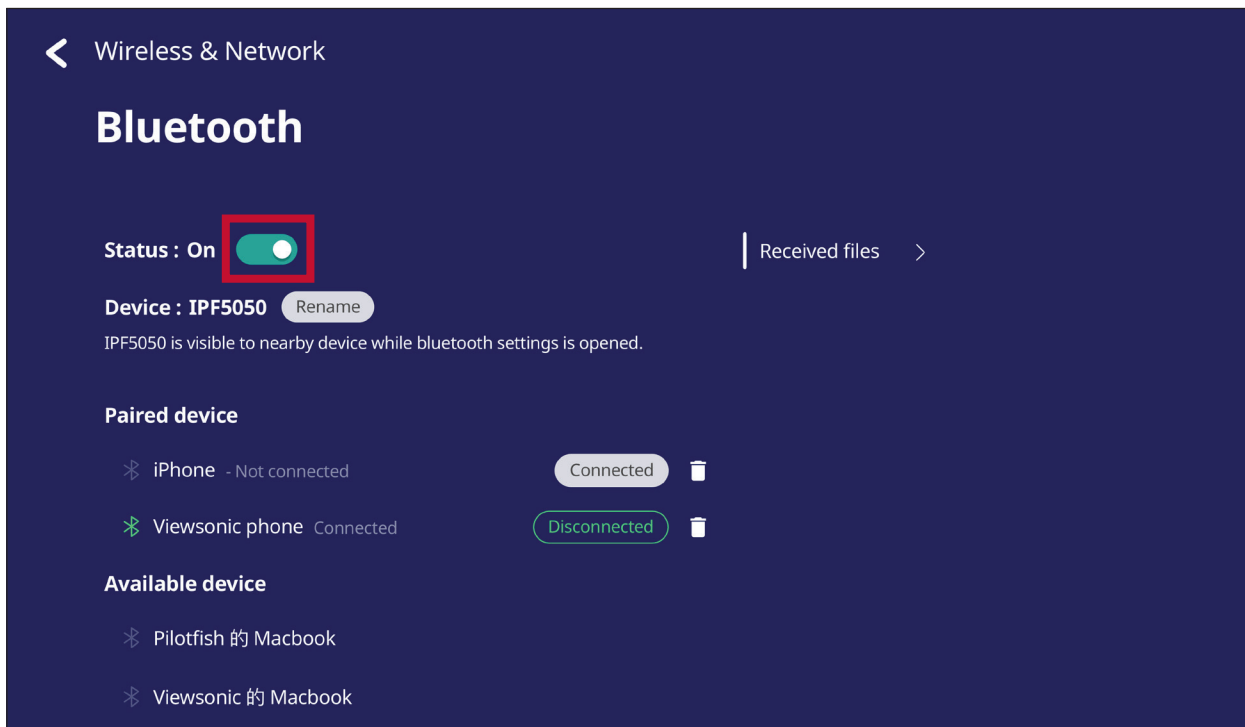 Wireless & Network
Bluetooth
Status : On
Received files
Device : IPF5050 Rename
IPF5050 is visible to nearby device while bluetooth settings is opened.
Paired device
iPhone - Not connected Connected
Viewsonic phone Connected Disconnected
Available device
Pilotfish 的 Macbook
Viewsonic 的 Macbook